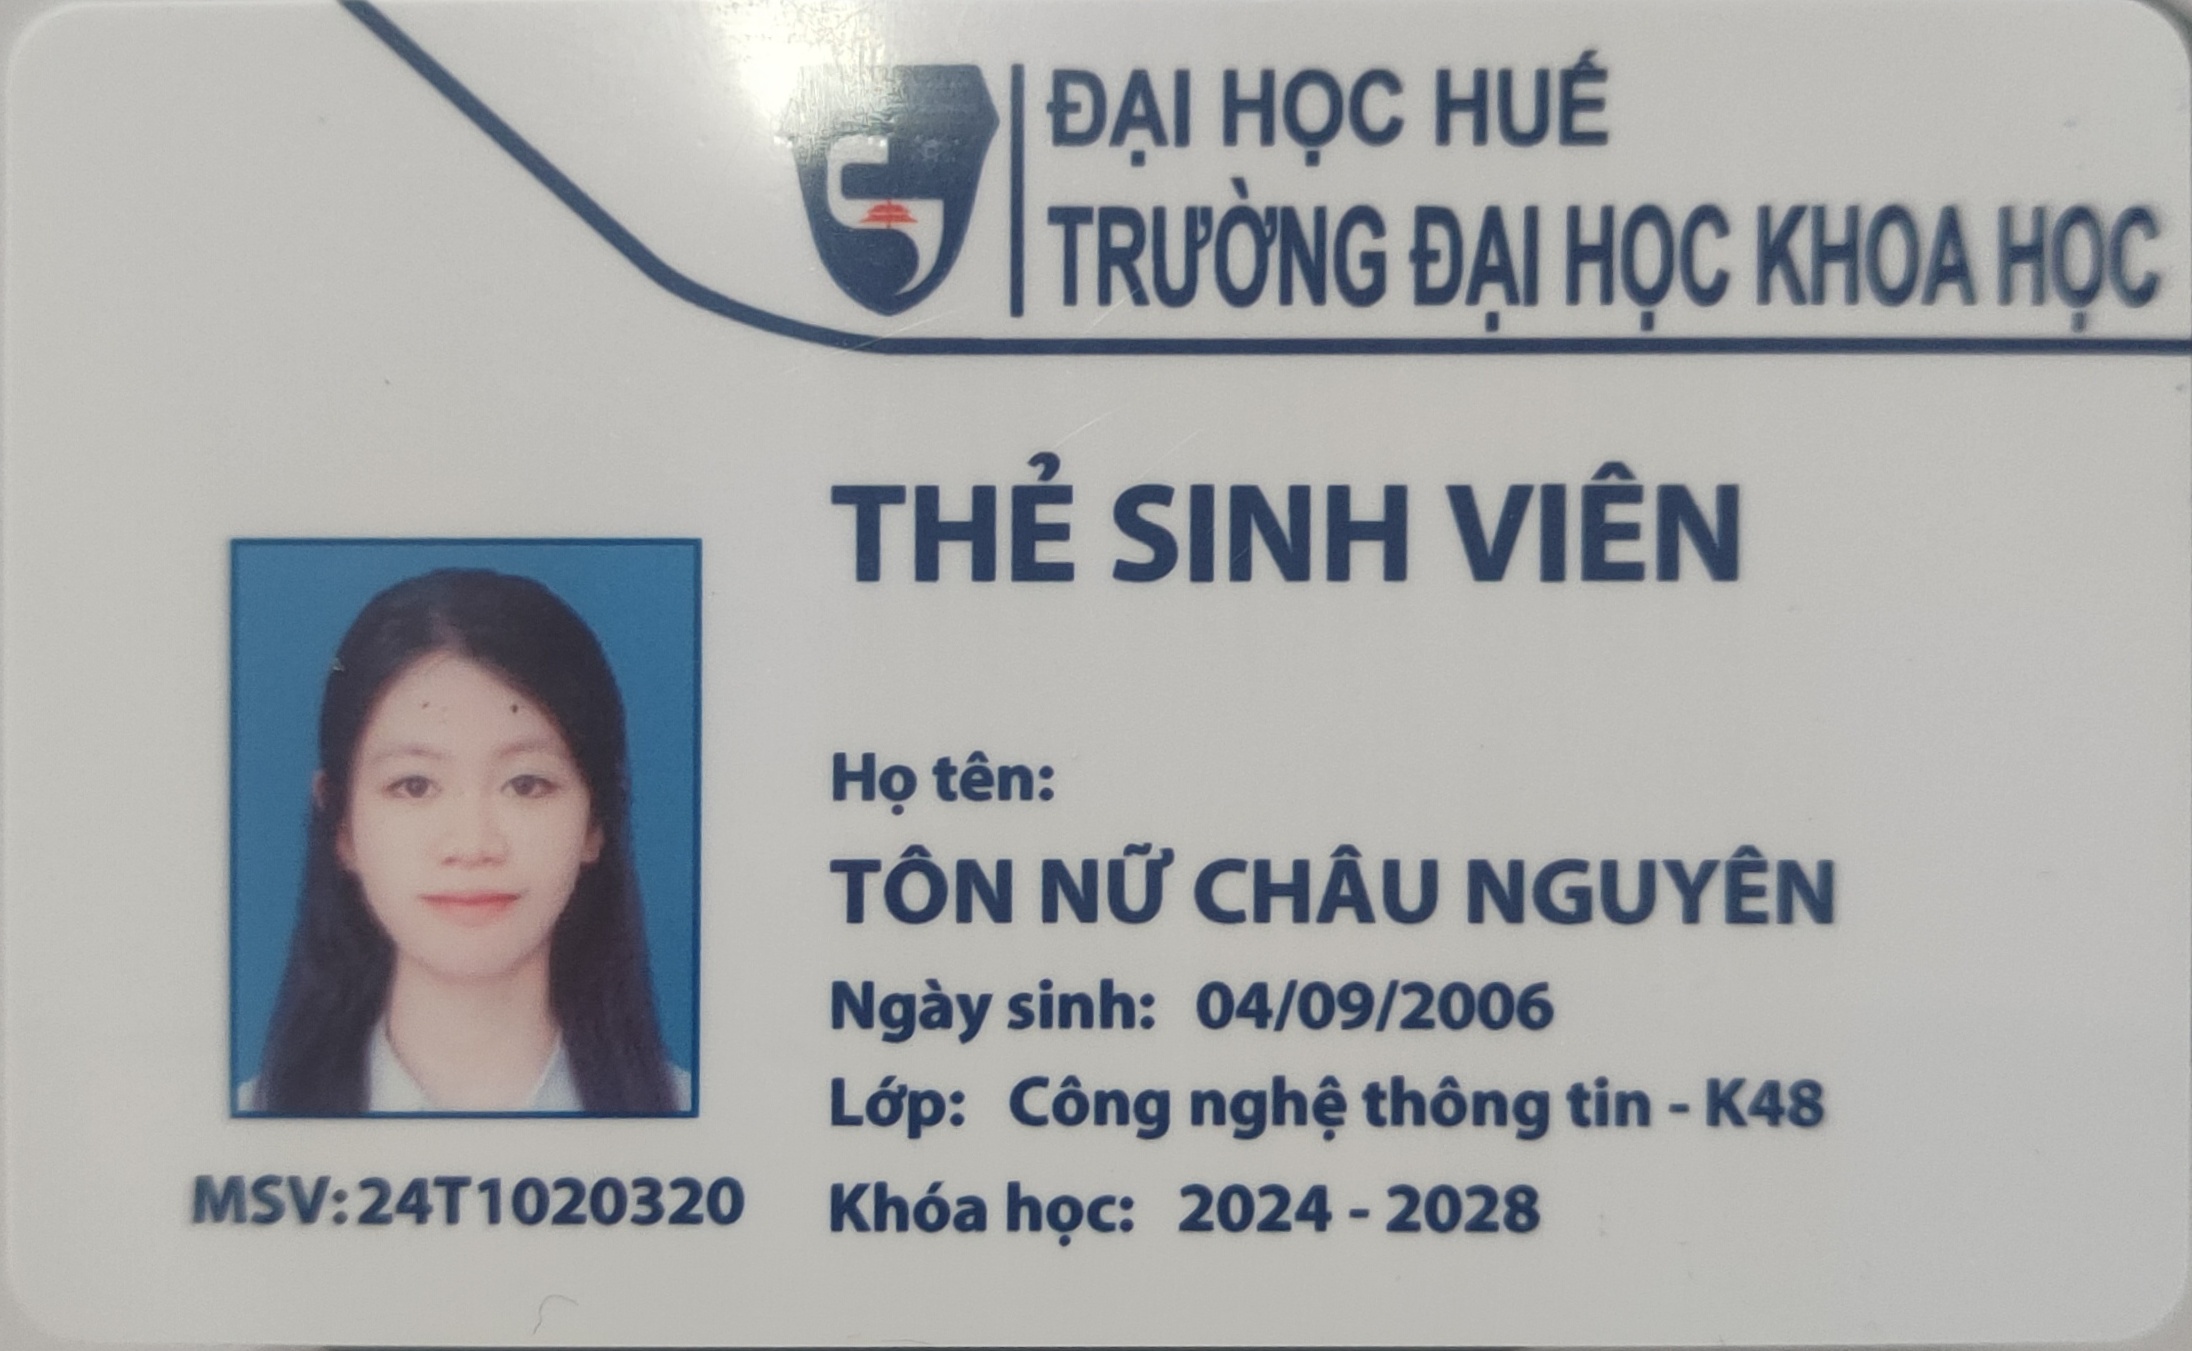 ĐẠI HỌC HUẾ
TRƯỜNG ĐẠI HỌC KHOA HỌC
THẺ SINH VIÊN
Họ tên:
TÔN NỮ CHÂU NGUYÊN
Ngày sinh: 04/09/2006
Lớp: Công nghệ thông tin - K48
Khóa học: 2024 - 2028
MSV:24T1020320